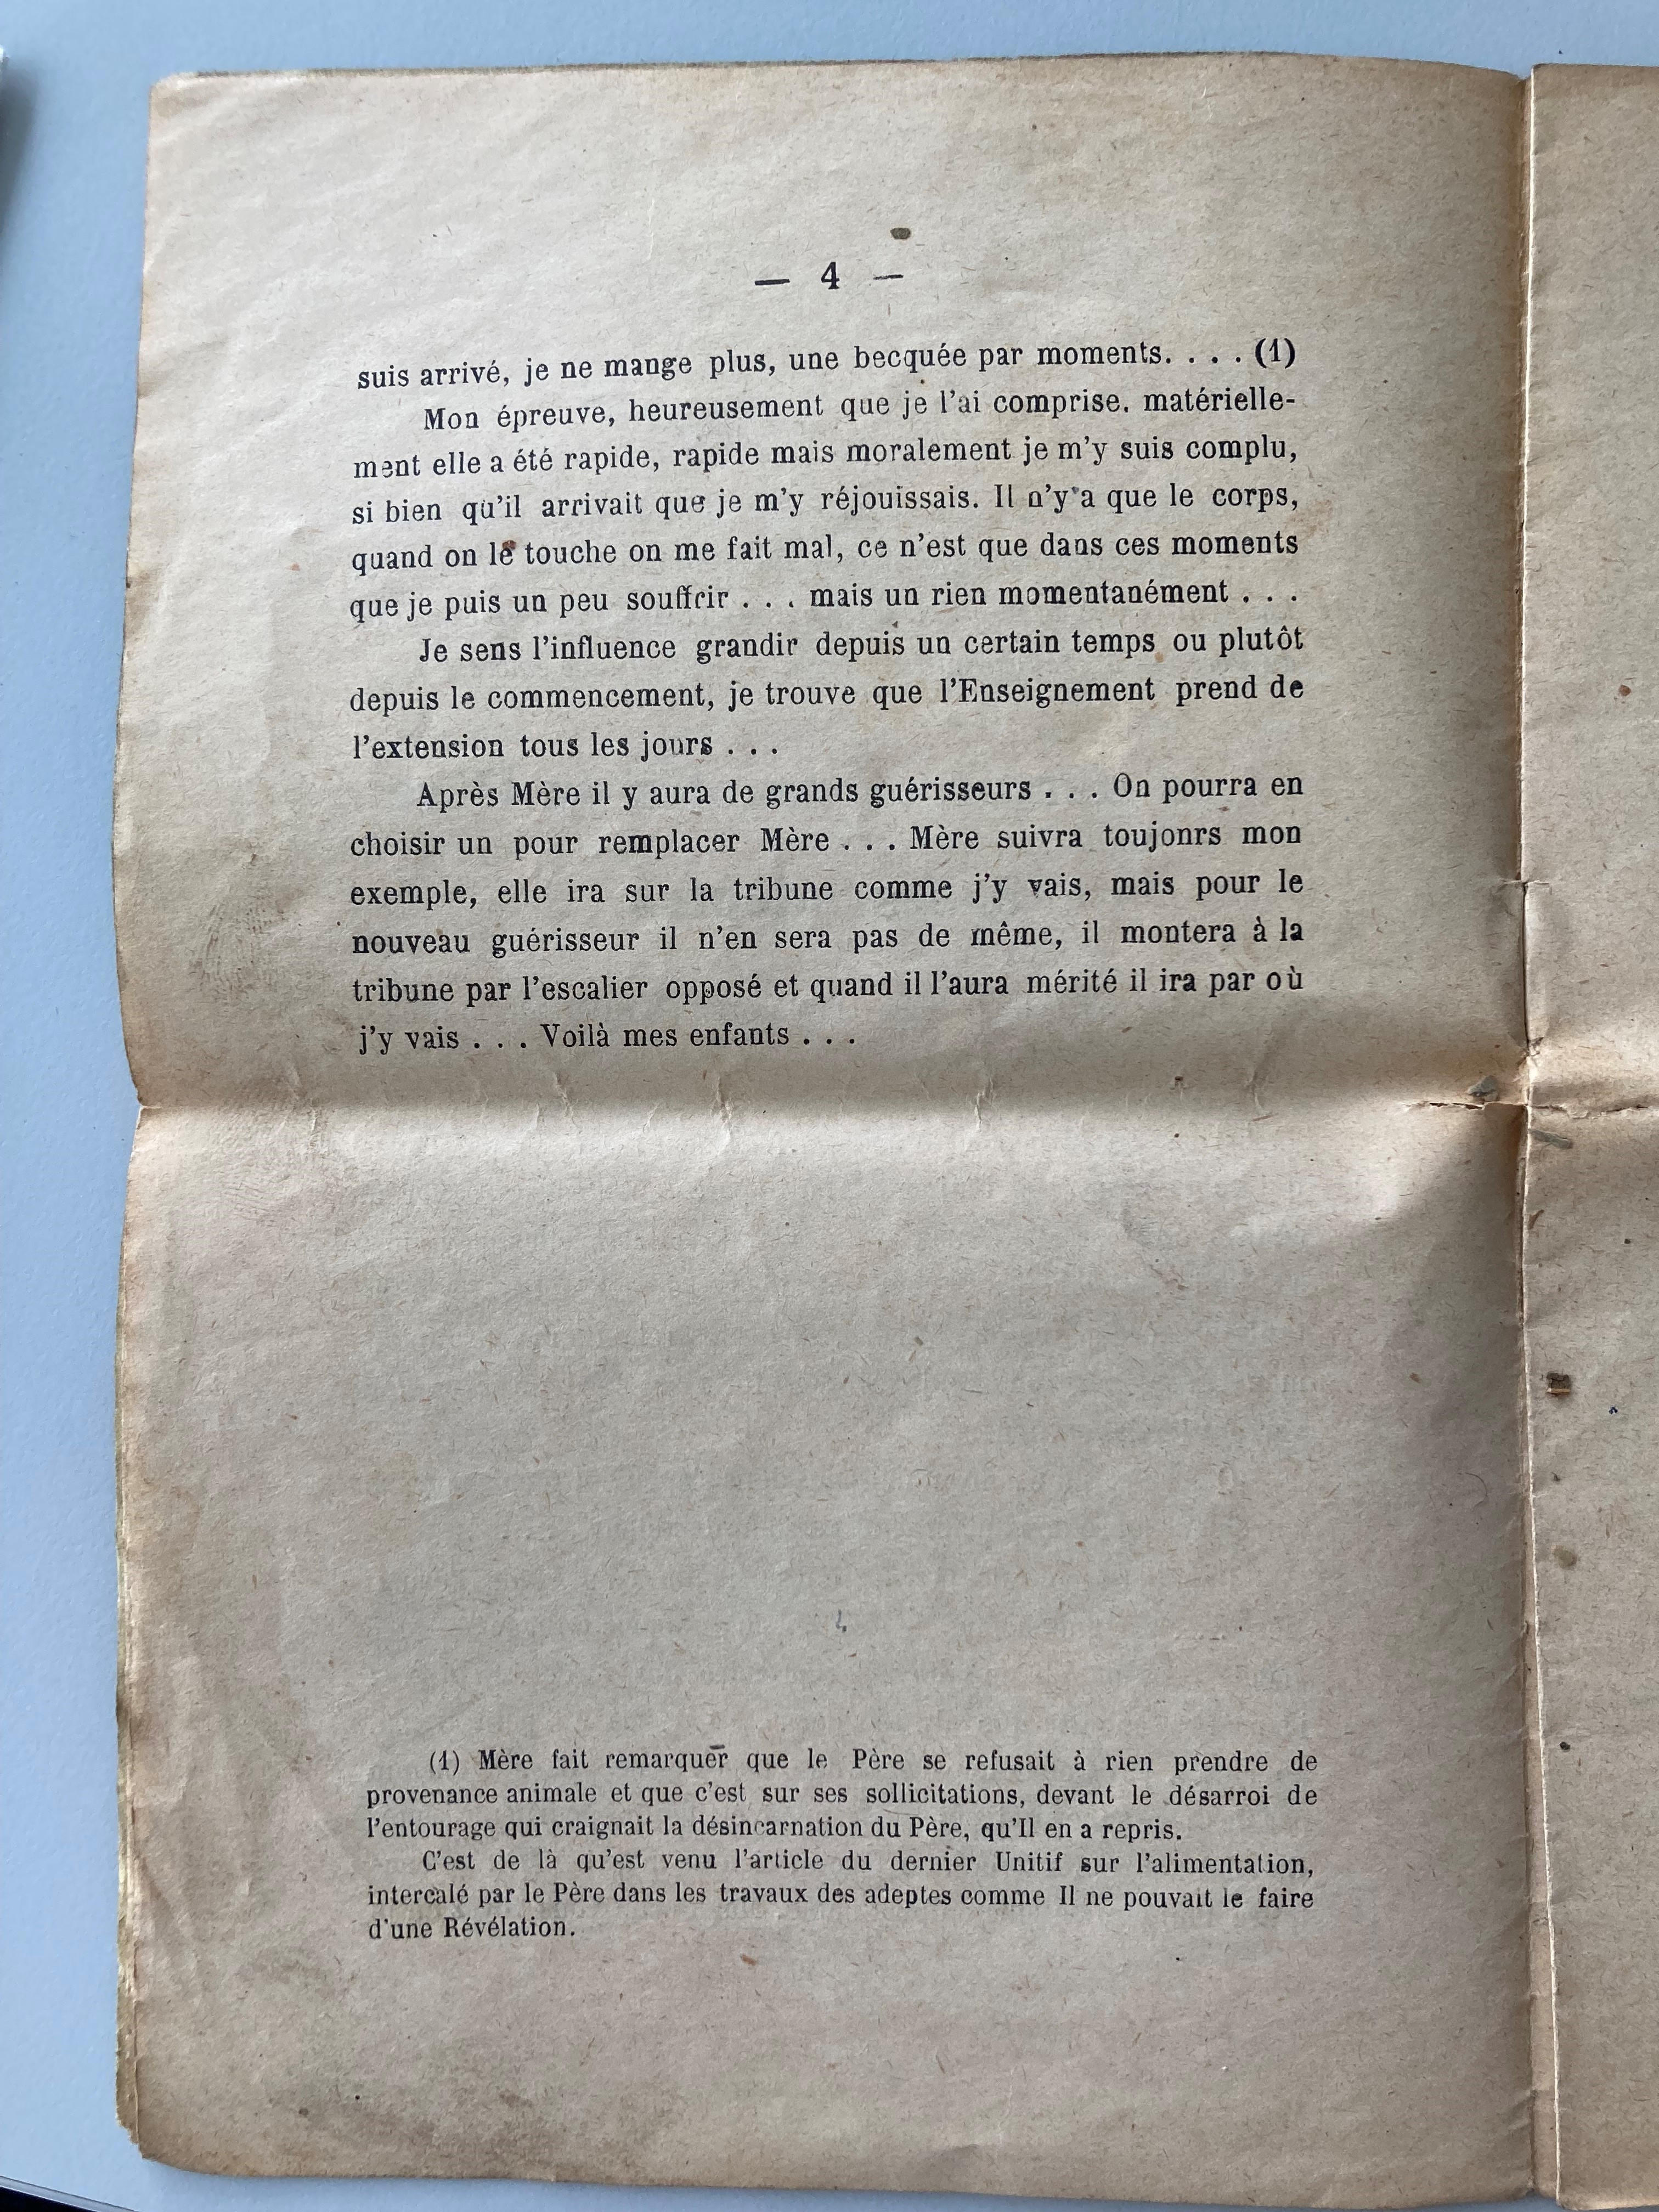 — 4 —
suis arrivé, je ne mange plus, une becquée par moments. . . . (1)
Mon épreuve, heureusement que je l'ai comprise. matérielle-
ment elle a été rapide, rapide mais moralement je m'y suis complu,
si bien qu'il arrivait que je m'y réjouissais. Il n'y a que le corps,
quand on le touche on me fait mal, ce n'est que dans ces moments
que je puis un peu souffrir . . . mais un rien momentanément . . .
Je sens l'influence grandir depuis un certain temps ou plutôt
depuis le commencement, je trouve que l'Enseignement prend de
l'extension tous les jours . . .
Après Mère il y aura de grands guérisseurs . . . On pourra en
choisir un pour remplacer Mère . . . Mère suivra toujonrs mon
exemple, elle ira sur la tribune comme j'y vais, mais pour le
nouveau guérisseur il n'en sera pas de même, il montera à la
tribune par l'escalier opposé et quand il l'aura mérité il ira par où
j'y vais . . . Voilà mes enfants . . .
(1) Mère fait remarquer que le Père se refusait à rien prendre de
provenance animale et que c'est sur ses sollicitations, devant le désarroi de
l'entourage qui craignait la désincarnation du Père, qu'Il en a repris.
C'est de là qu'est venu l'article du dernier Unitif sur l'alimentation,
intercalé par le Père dans les travaux des adeptes comme Il ne pouvait le faire
d'une Révélation.